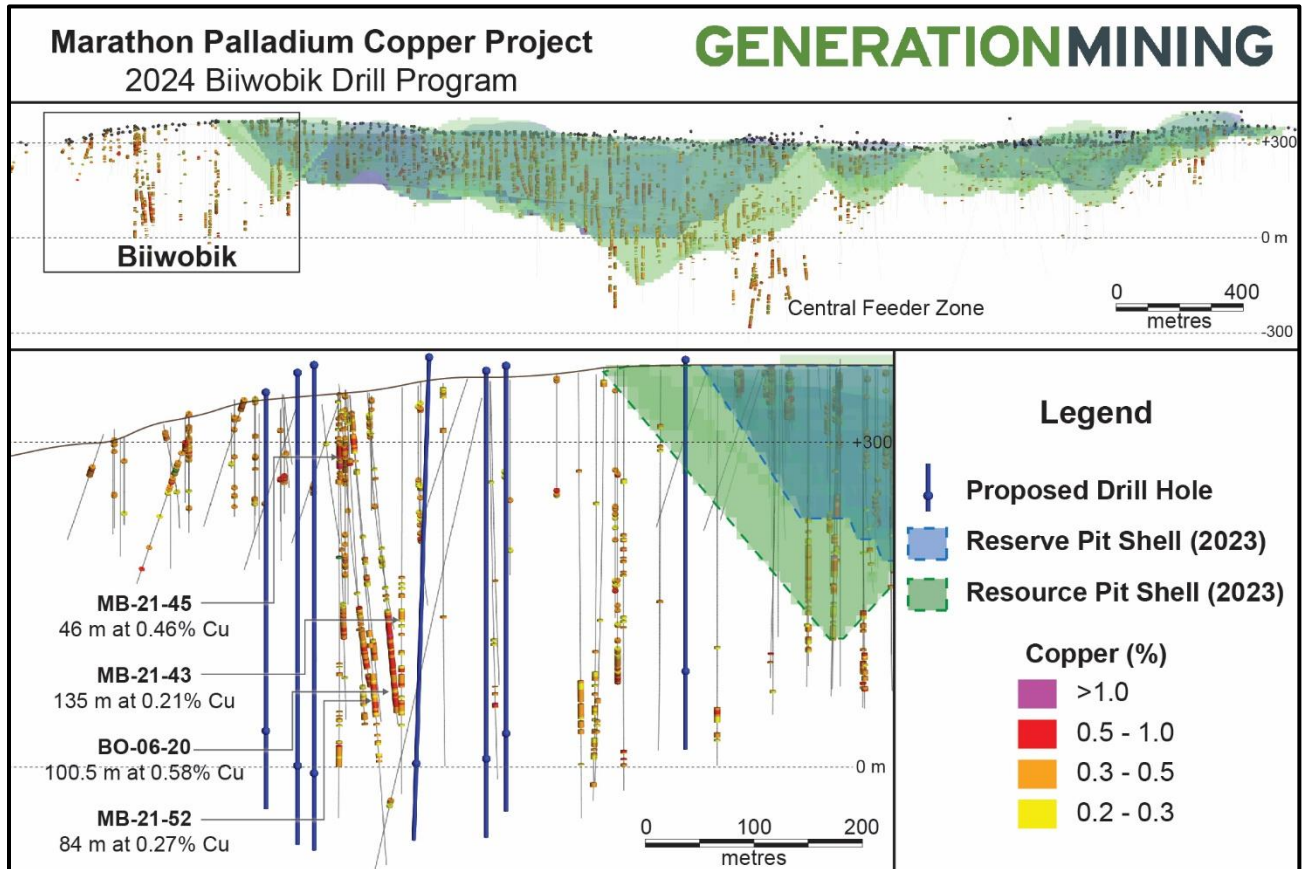 Marathon Palladium Copper Project
2024 Biiwobik Drill Program
GENERATIONMINING
+300
Biiwobik
0 m
Central Feeder Zone
0 400
metres
-300
+300
MB-21-45
46 m at 0.46% Cu
MB-21-43
135 m at 0.21% Cu
BO-06-20
100.5 m at 0.58% Cu
MB-21-52
84 m at 0.27% Cu
0 m
0 100 200
metres
Legend
Proposed Drill Hole
Reserve Pit Shell (2023)
Resource Pit Shell (2023)
Copper (%)
>1.0
0.5 - 1.0
0.3 - 0.5
0.2 - 0.3